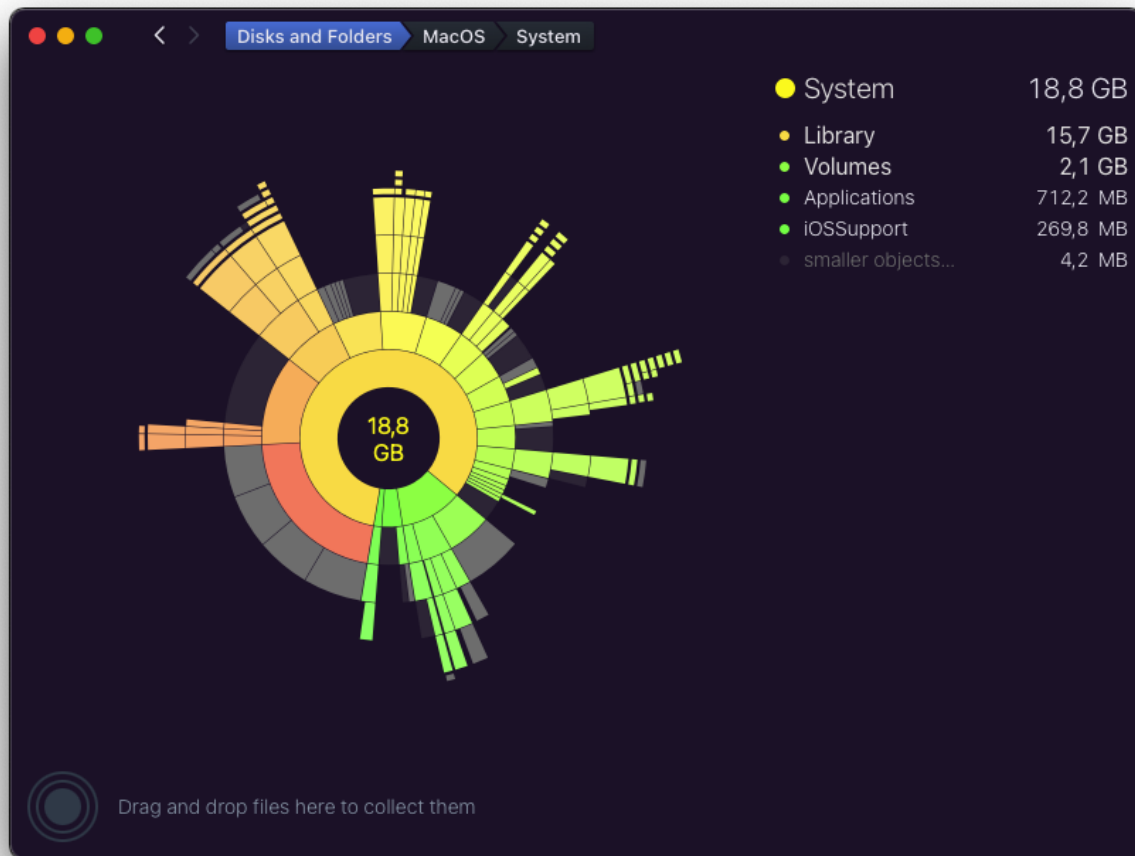 Disks and Folders MacOS System
System 18,8 GB
Library 15,7 GB
Volumes 2,1 GB
Applications 712,2 MB
iOSSupport 269,8 MB
smaller objects... 4,2 MB
18,8
GB
Drag and drop files here to collect them